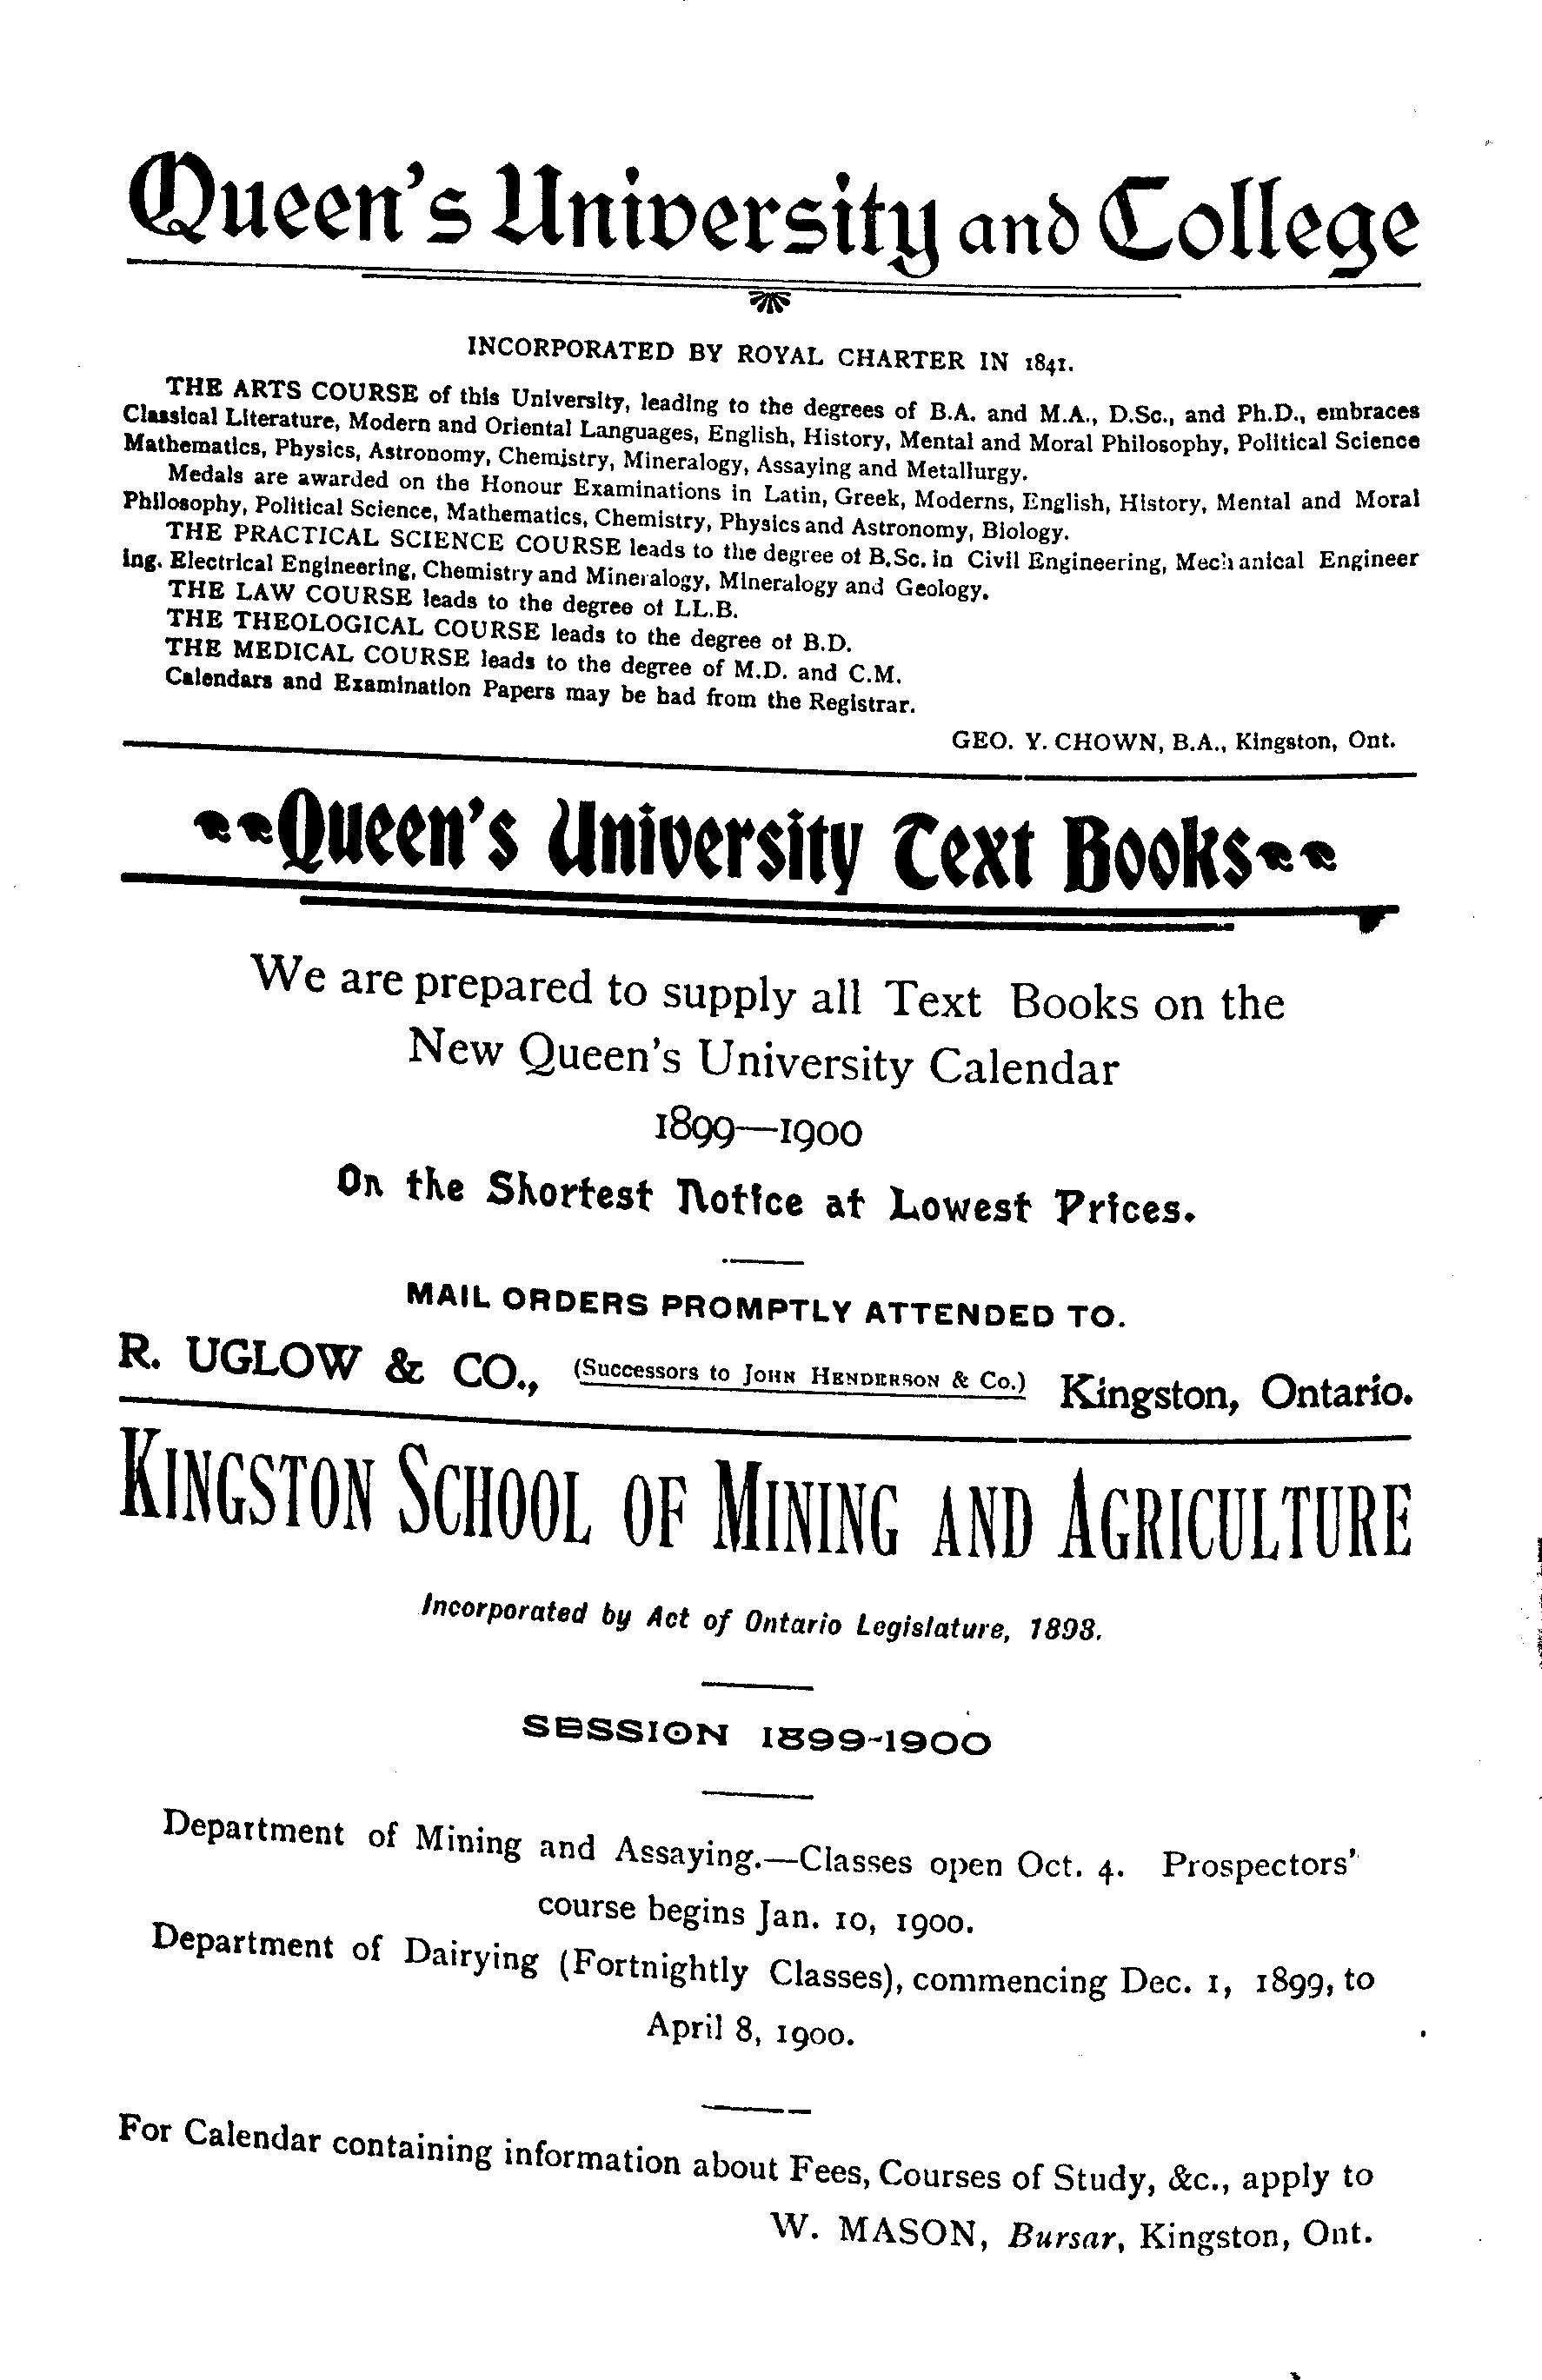 Queen's University and College
INCORPORATED BY ROYAL CHARTER IN 1841.
THE ARTS COURSE of this University, leading to the degrees of B.A. and M.A., D.Sc., and Ph.D., embraces
Classical Literature, Modern and Oriental Languages, English, History, Mental and Moral Philosophy, Political Science
Mathematics, Physics, Astronomy, Chemistry, Mineralogy, Assaying and Metallurgy.
Medals are awarded on the Honour Examinations in Latin, Greek, Moderns, English, History, Mental and Moral
Philosophy, Political Science, Mathematics, Chemistry, Physics and Astronomy, Biology.
THE PRACTICAL SCIENCE COURSE leads to the degree of B.Sc. in Civil Engineering, Mechanical Engineer
ing. Electrical Engineering, Chemistry and Mineralogy, Mineralogy and Geology.
THE LAW COURSE leads to the degree of LL.B.
THE THEOLOGICAL COURSE leads to the degree of B.D.
THE MEDICAL COURSE leads to the degree of M.D. and C.M.
Calendars and Examination Papers may be had from the Registrar.
GEO. Y. CHOWN, B.A., Kingston, Ont.
Queen's University Text Books
We are prepared to supply all Text Books on the
New Queen's University Calendar
1899—1900
On the Shortest Notice at Lowest Prices.
MAIL ORDERS PROMPTLY ATTENDED TO.
R. UGLOW & CO., (Successors to JOHN HENDERSON & Co.) Kingston, Ontario.
KINGSTON SCHOOL OF MINING AND AGRICULTURE
Incorporated by Act of Ontario Legislature, 1893.
SESSION 1899-1900
Department of Mining and Assaying.—Classes open Oct. 4. Prospectors'
course begins Jan. 10, 1900.
Department of Dairying (Fortnightly Classes), commencing Dec. 1, 1899, to
April 8, 1900.
For Calendar containing information about Fees, Courses of Study, &c., apply to
W. MASON, Bursar, Kingston, Ont.